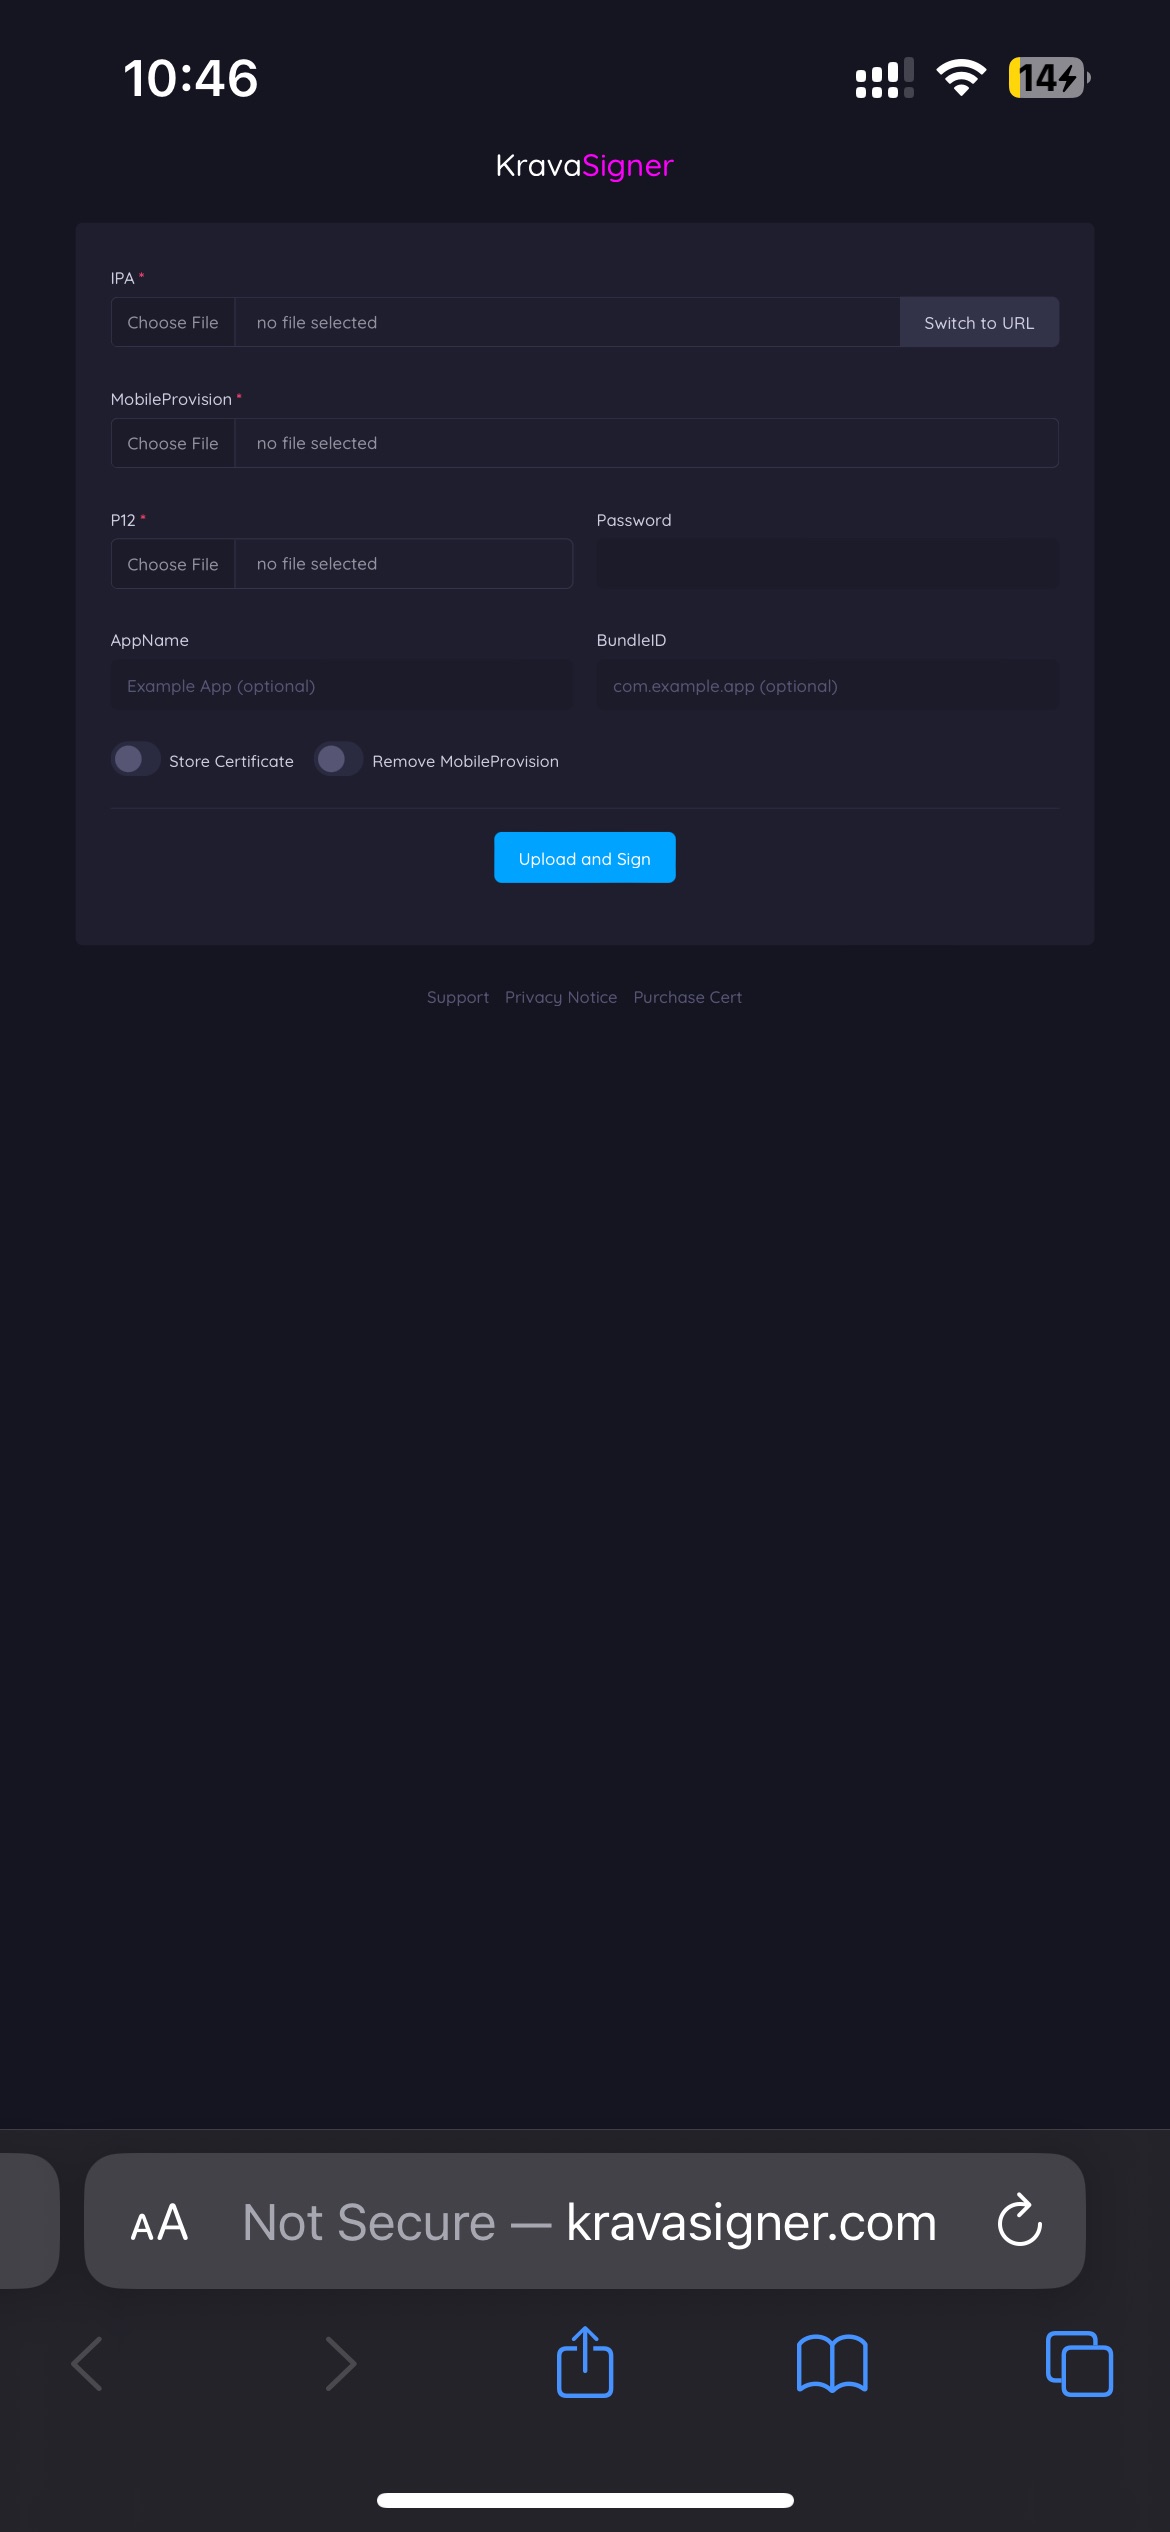 10:46
14
KravaSigner
IPA *
Choose File no file selected Switch to URL
MobileProvision *
Choose File no file selected
P12 * Password
Choose File no file selected
AppName BundleID
Example App (optional) com.example.app (optional)
Store Certificate Remove MobileProvision
Upload and Sign
Support Privacy Notice Purchase Cert
AA Not Secure — kravasigner.com